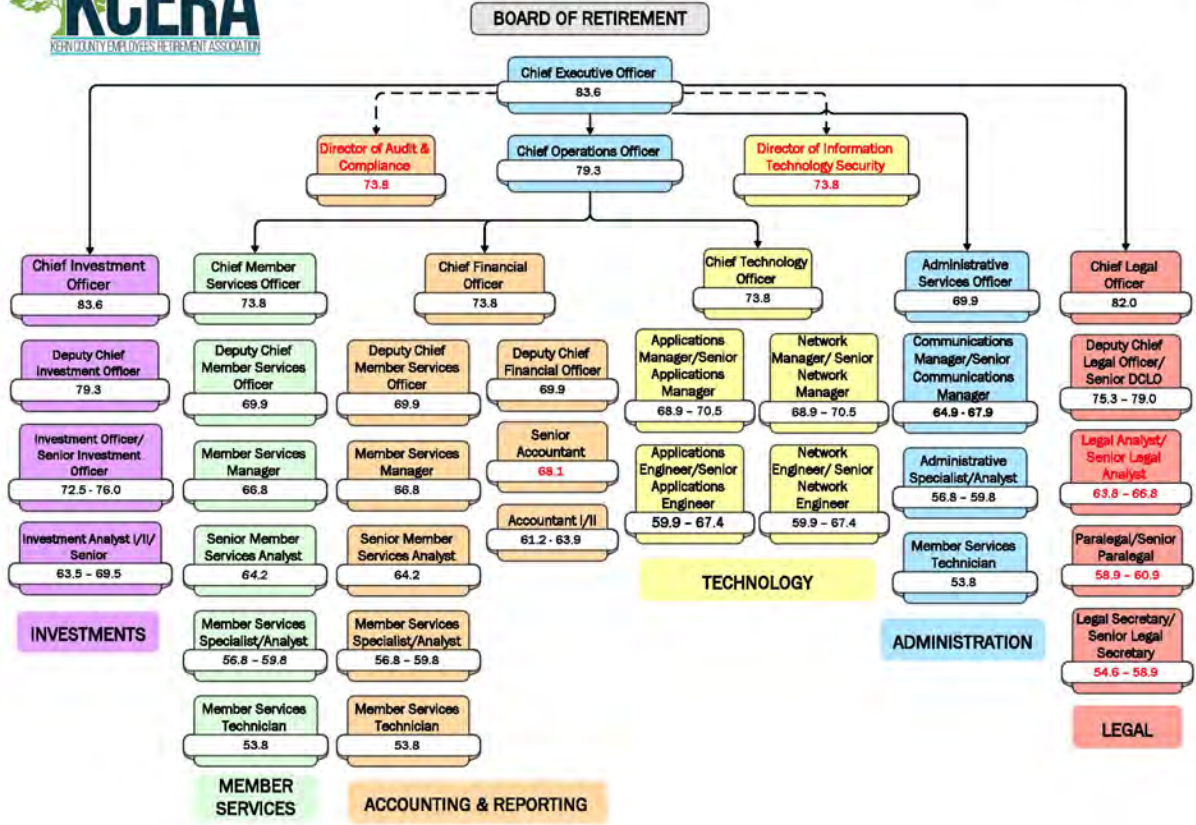 KCERA
KERN COUNTY EMPLOYEES RETIREMENT ASSOCIATION
BOARD OF RETIREMENT
Chief Executive Officer
83.6
Director of Audit &
Compliance
73.8
Chief Operations Officer
79.3
Director of Information
Technology Security
73.8
Chief Investment
Officer
83.6
Chief Member
Services Officer
73.8
Chief Financial
Officer
73.8
Chief Technology
Officer
73.8
Administrative
Services Officer
69.9
Chief Legal
Officer
82.0
Deputy Chief
Investment Officer
79.3
Investment Officer/
Senior Investment
Officer
72.5 - 76.0
Investment Analyst I/II/
Senior
63.5 – 69.5
INVESTMENTS
Deputy Chief
Member Services
Officer
69.9
Member Services
Manager
66.8
Senior Member
Services Analyst
64.2
Member Services
Specialist/Analyst
56.8 – 59.8
Member Services
Technician
53.8
MEMBER
SERVICES
Deputy Chief
Member Services
Officer
69.9
Member Services
Manager
66.8
Senior Member
Services Analyst
64.2
Member Services
Specialist/Analyst
56.8 – 59.8
Member Services
Technician
53.8
Deputy Chief
Financial Officer
69.9
Senior
Accountant
68.1
Accountant I/II
61.2 - 63.9
ACCOUNTING & REPORTING
Applications
Manager/Senior
Applications
Manager
68.9 – 70.5
Applications
Engineer/Senior
Applications
Engineer
59.9 – 67.4
Network
Manager/ Senior
Network
Manager
68.9 – 70.5
Network
Engineer/ Senior
Network
Engineer
59.9 – 67.4
TECHNOLOGY
Communications
Manager/Senior
Communications
Manager
64.9 - 67.9
Administrative
Specialist/Analyst
56.8 – 59.8
Member Services
Technician
53.8
ADMINISTRATION
Deputy Chief
Legal Officer/
Senior DCLO
75.3 – 79.0
Legal Analyst/
Senior Legal
Analyst
63.8 – 66.8
Paralegal/Senior
Paralegal
58.9 – 60.9
Legal Secretary/
Senior Legal
Secretary
54.6 – 58.9
LEGAL